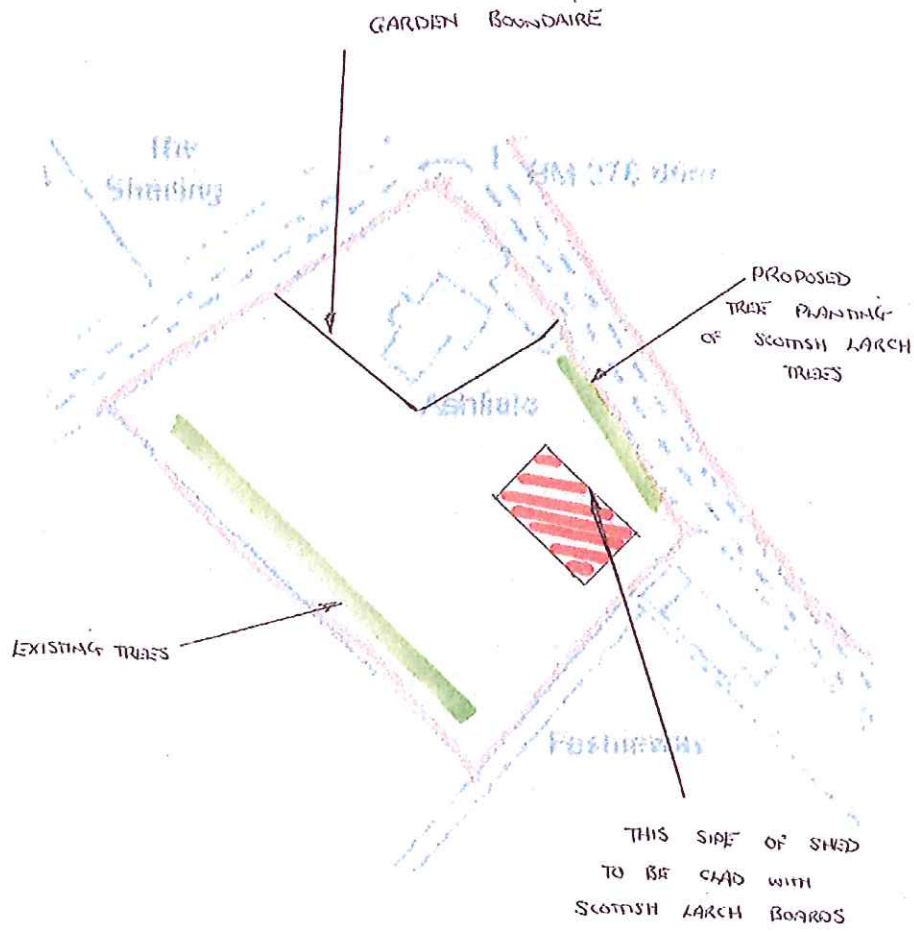 GARDEN BOUNDAIRE
The
PROPOSED
TREE PLANTING
OF SCOTTISH LARCH
TREES
EXISTING TREES
THIS SIDE OF SHED
TO BE CLAD WITH
SCOTTISH LARCH BOARDS